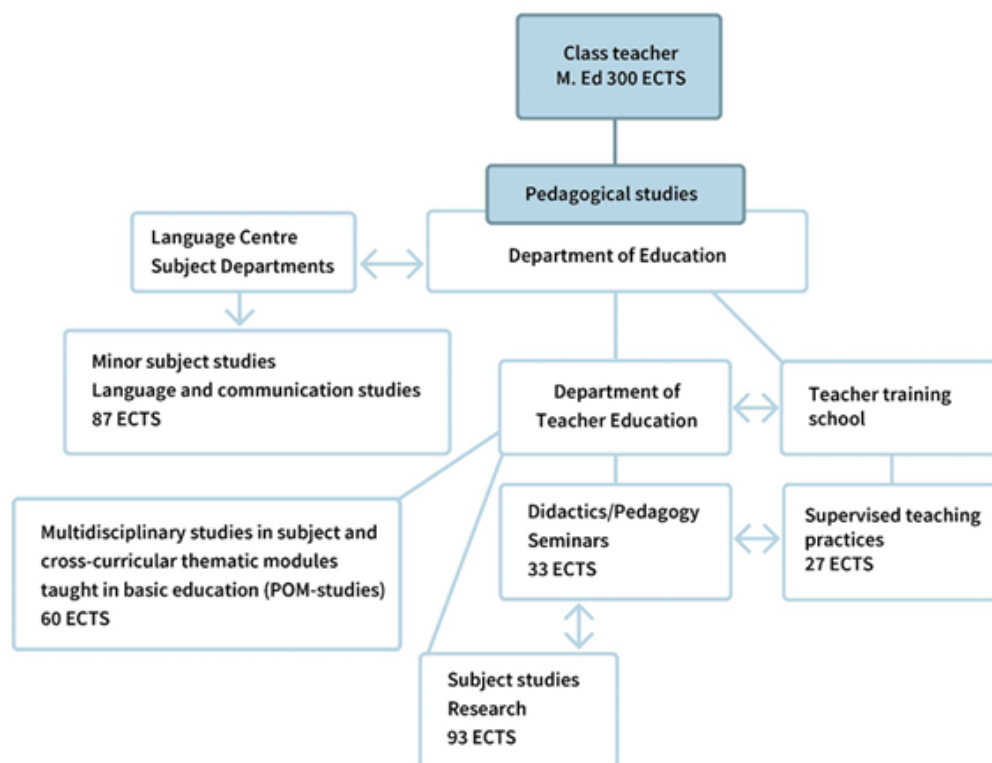 Class teacher
M. Ed 300 ECTS
Pedagogical studies
Language Centre
Subject Departments
Department of Education
Minor subject studies
Language and communication studies
87 ECTS
Department of
Teacher Education
Teacher training
school
Multidisciplinary studies in subject and
cross-curricular thematic modules
taught in basic education (POM-studies)
60 ECTS
Didactics/Pedagogy
Seminars
33 ECTS
Supervised teaching
practices
27 ECTS
Subject studies
Research
93 ECTS